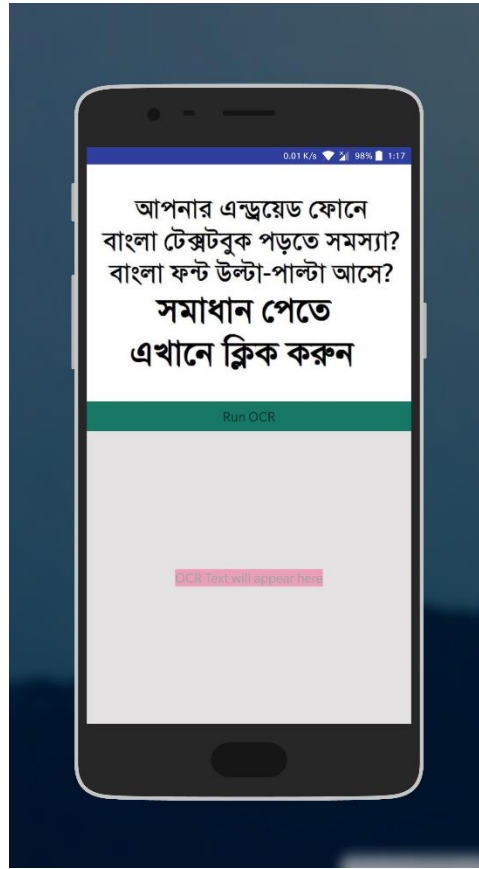 0.01 K/s 98% 1:17
আপনার এন্ড্রয়েড ফোনে
বাংলা টেক্সটবুক পড়তে সমস্যা?
বাংলা ফন্ট উল্টা-পাল্টা আসে?
সমাধান পেতে
এখানে ক্লিক করুন
Run OCR
OCR Text will appear here